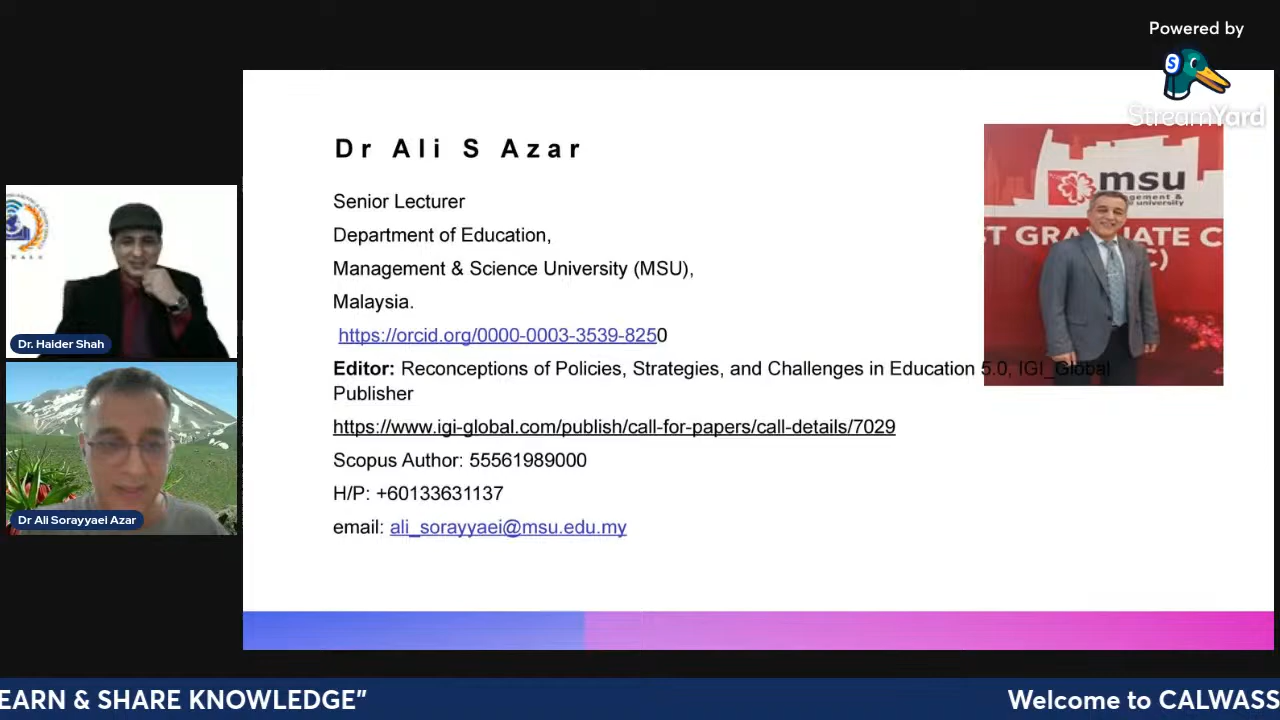 Powered by
StreamYard
Dr Ali S Azar
Senior Lecturer
Department of Education,
Management & Science University (MSU),
Malaysia.
https://orcid.org/0000-0003-3539-8250
Editor: Reconceptions of Policies, Strategies, and Challenges in Education 5.0, IGI_Global
Publisher
https://www.igi-global.com/publish/call-for-papers/call-details/7029
Scopus Author: 55561989000
H/P: +60133631137
email: ali_sorayyaei@msu.edu.my
msu
university
Dr. Haider Shah
Dr Ali Sorayyaei Azar
EARN & SHARE KNOWLEDGE”
Welcome to CALWASS